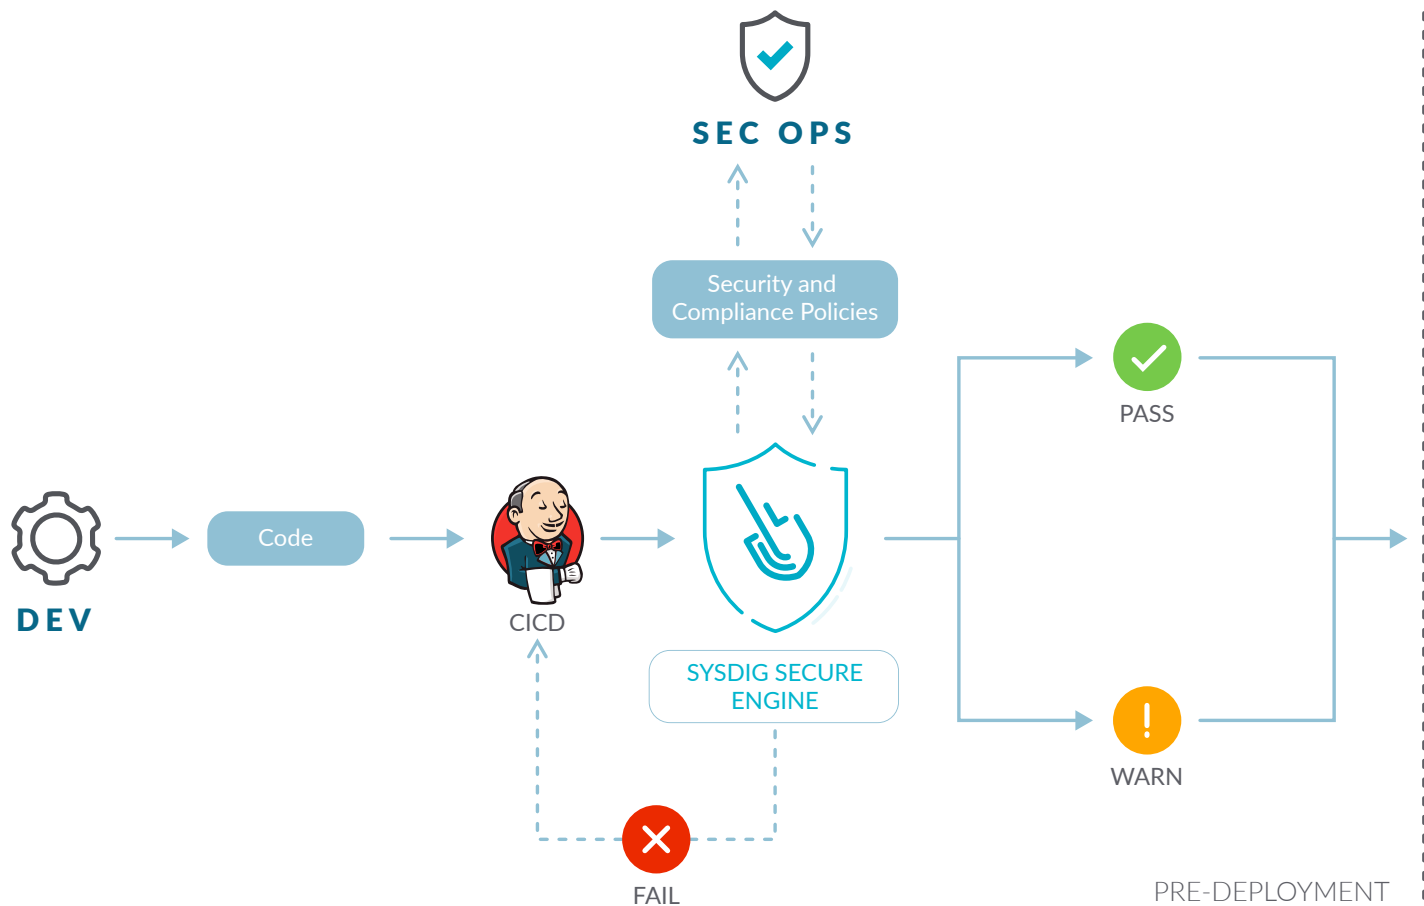 SEC OPS
Security and
Compliance Policies
PASS
Code
DEV
CICD
SYSDIG SECURE
ENGINE
WARN
FAIL
PRE-DEPLOYMENT